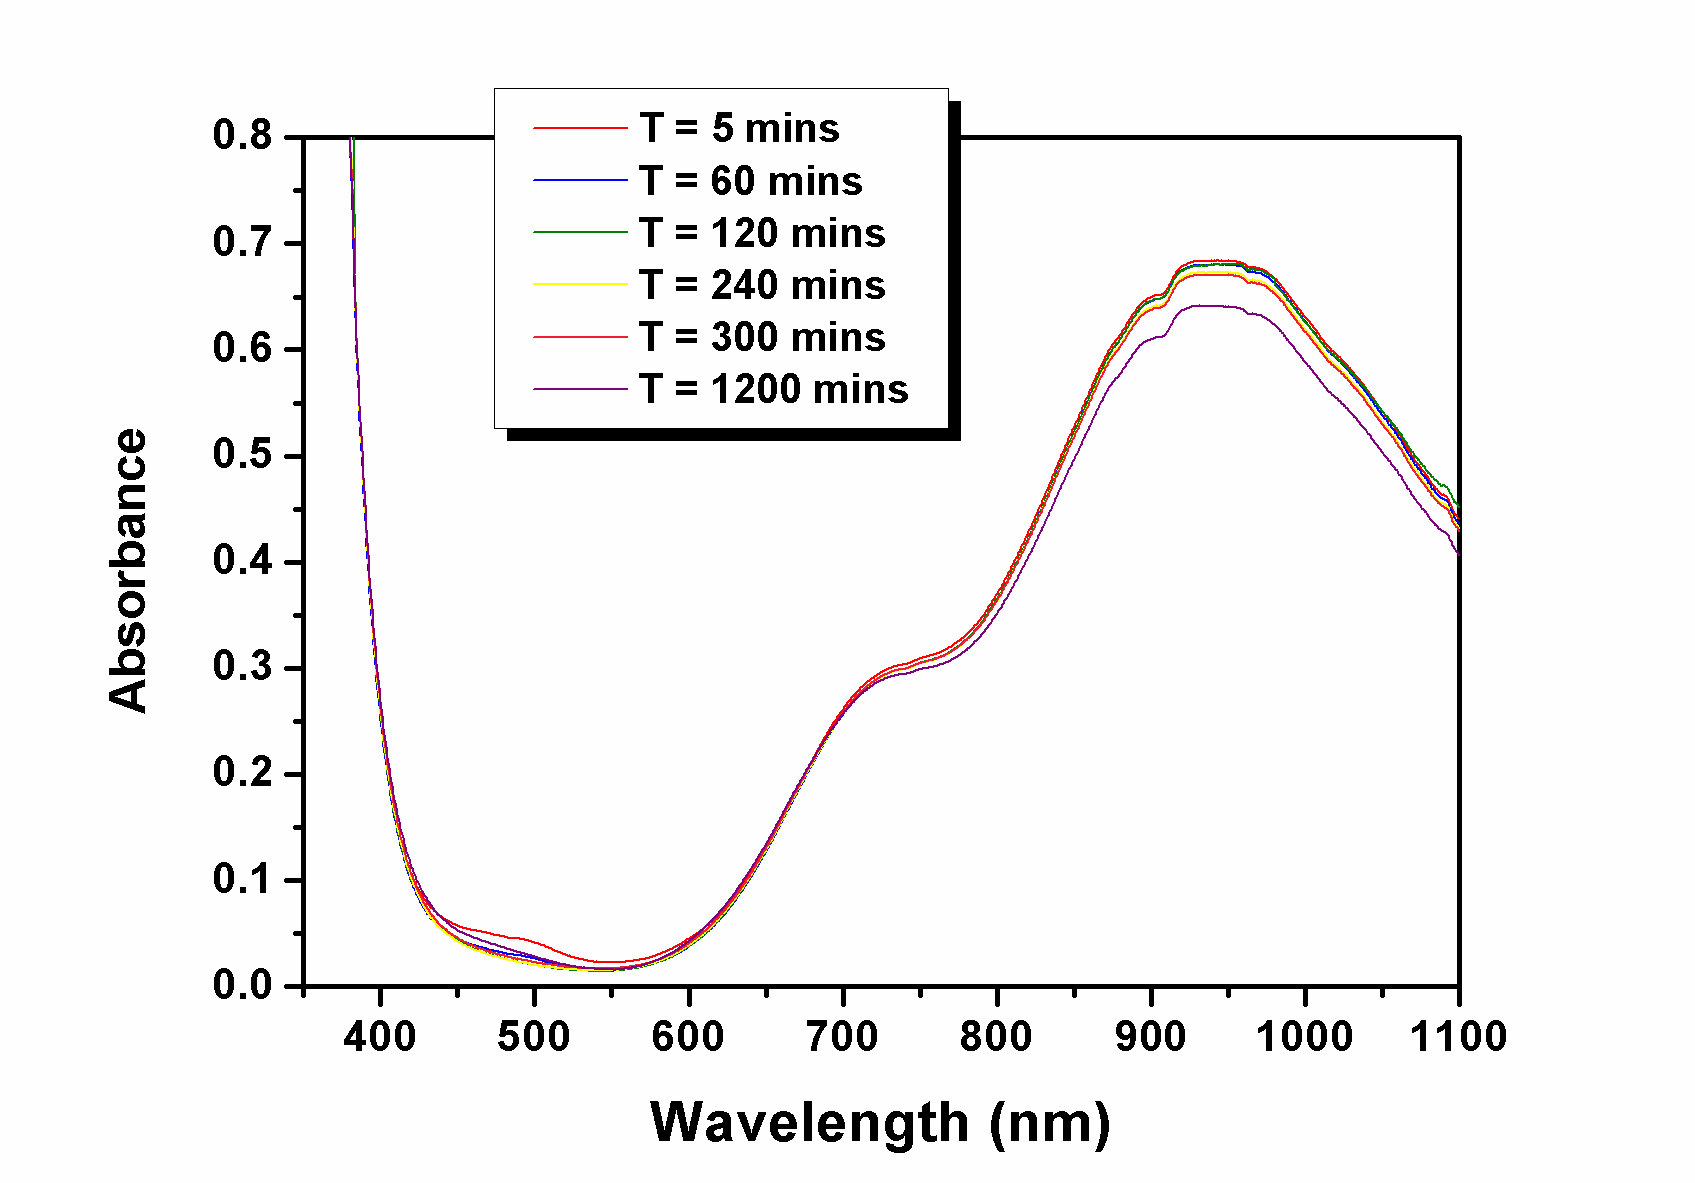 T = 5 mins
T = 60 mins
T = 120 mins
T = 240 mins
T = 300 mins
T = 1200 mins
0.8
0.7
0.6
0.5
0.4
0.3
0.2
0.1
0.0
Absorbance
400 500 600 700 800 900 1000 1100
Wavelength (nm)